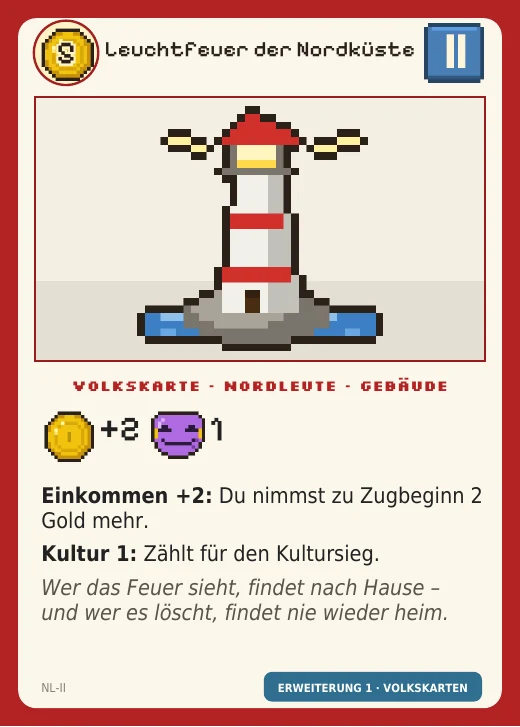 8 Leuchtfeuer der Nordküste II
VOLKSKARTE - NORDLEUTE - GEBÄUDE
+2 1
Einkommen +2: Du nimmst zu Zugbeginn 2
Gold mehr.
Kultur 1: Zählt für den Kultursieg.
Wer das Feuer sieht, findet nach Hause –
und wer es löscht, findet nie wieder heim.
NL-II
ERWEITERUNG 1 · VOLKSKARTEN